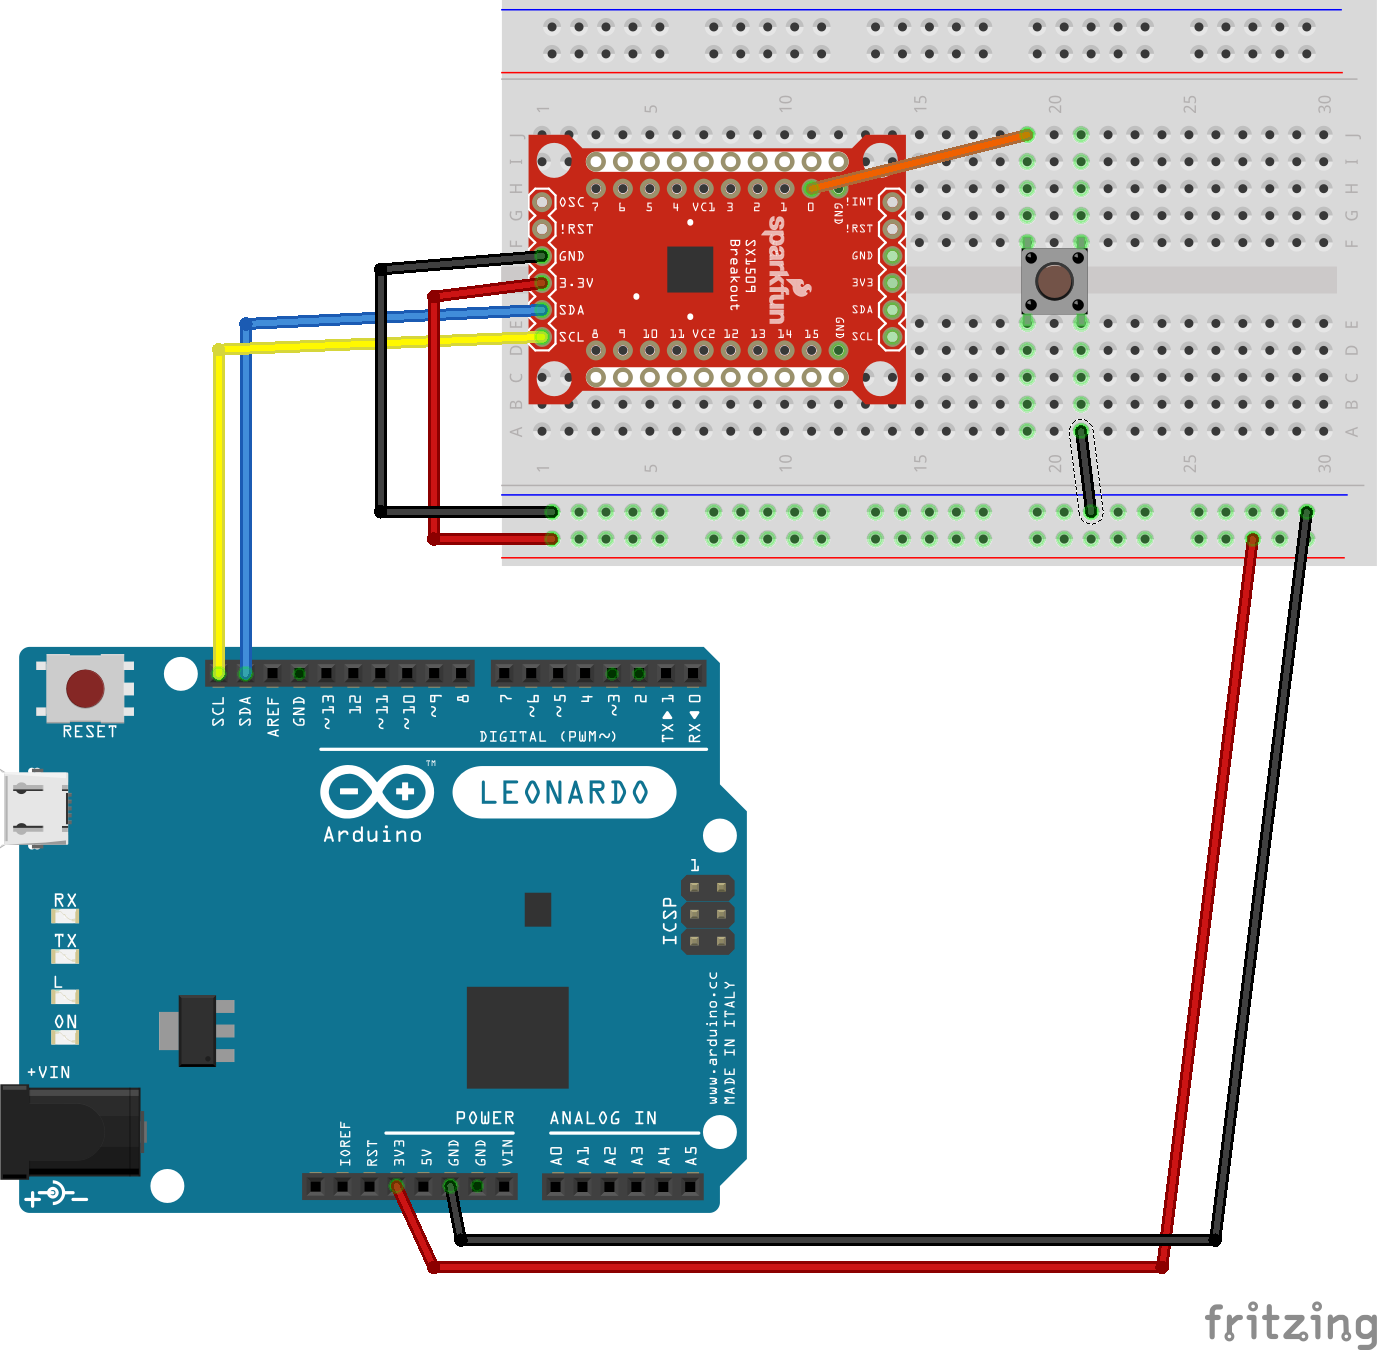 1 5 10 15 20 25 30
J J
I I
H H
G G
F F
E E
D D
C C
B B
A A
1 5 10 15 20 25 30
7 6 5 4 VC1 3 2 1 0 GND
OSC
!RST
GND
3.3V
SDA
SCL
!INT
!RST
GND
3V3
SDA
SCL
SX1509
Breakout
sparkfun
8 9 10 11 VC2 12 13 14 15 GND
RESET
SCL SDA AREF GND ~13 12 ~11 ~10 ~9 8 7 ~6 ~5 4 ~3 2 TX 1 RX 0
DIGITAL (PWM~)
TM
LEONARDO
Arduino
1
ICSP
RX
TX
L
ON
+VIN
www.arduino.cc
MADE IN ITALY
POWER
ANALOG IN
IOREF RST 3V3 5V GND GND VIN A0 A1 A2 A3 A4 A5
+ -
fritzing